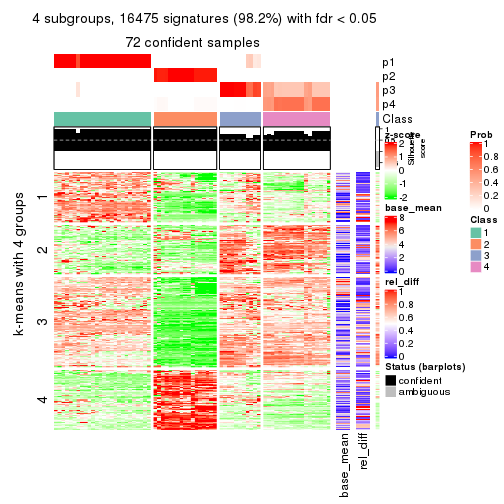 4 subgroups, 16475 signatures (98.2%) with fdr < 0.05
72 confident samples
p1
p2
p3
p4
Class
Silhouette
score
k-means with 4 groups
1
2
3
4
base_mean
rel_diff
z-score
2
1
0
-1
-2
base_mean
8
6
4
2
0
rel_diff
1
0.8
0.6
0.4
0.2
0
Status (barplots)
confident
ambiguous
Prob
1
0.8
0.6
0.4
0.2
0
Class
1
2
3
4